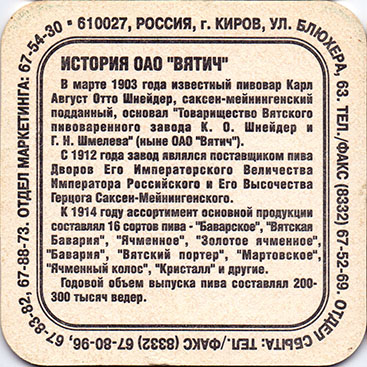 • 610027, РОССИЯ, г. КИРОВ, УЛ. БЛЮХЕРА, 63. ТЕЛ./ФАКС (8332) 67-52-69. ОТДЕЛ СБЫТА: ТЕЛ./ФАКС (8332) 67-80-96, 67-83-82, 67-88-73. ОТДЕЛ МАРКЕТИНГА: 67-54-30
ИСТОРИЯ ОАО "ВЯТИЧ"
В марте 1903 года известный пивовар Карл
Август Отто Шнейдер, саксен-мейнингенский
подданный, основал "Товарищество Вятского
пивоваренного завода К. О. Шнейдер и
Г. Н. Шмелева" (ныне ОАО "Вятич").
С 1912 года завод являлся поставщиком пива
Дворов Его Императорского Величества
Императора Российского и Его Высочества
Герцога Саксен-Мейнингенского.
К 1914 году ассортимент основной продукции
составлял 16 сортов пива - "Баварское", "Вятская
Бавария", "Ячменное", "Золотое ячменное",
"Бавария", "Вятский портер", "Мартовское",
"Ячменный колос", "Кристалл" и другие.
Годовой объем выпуска пива составлял 200-
300 тысяч ведер.